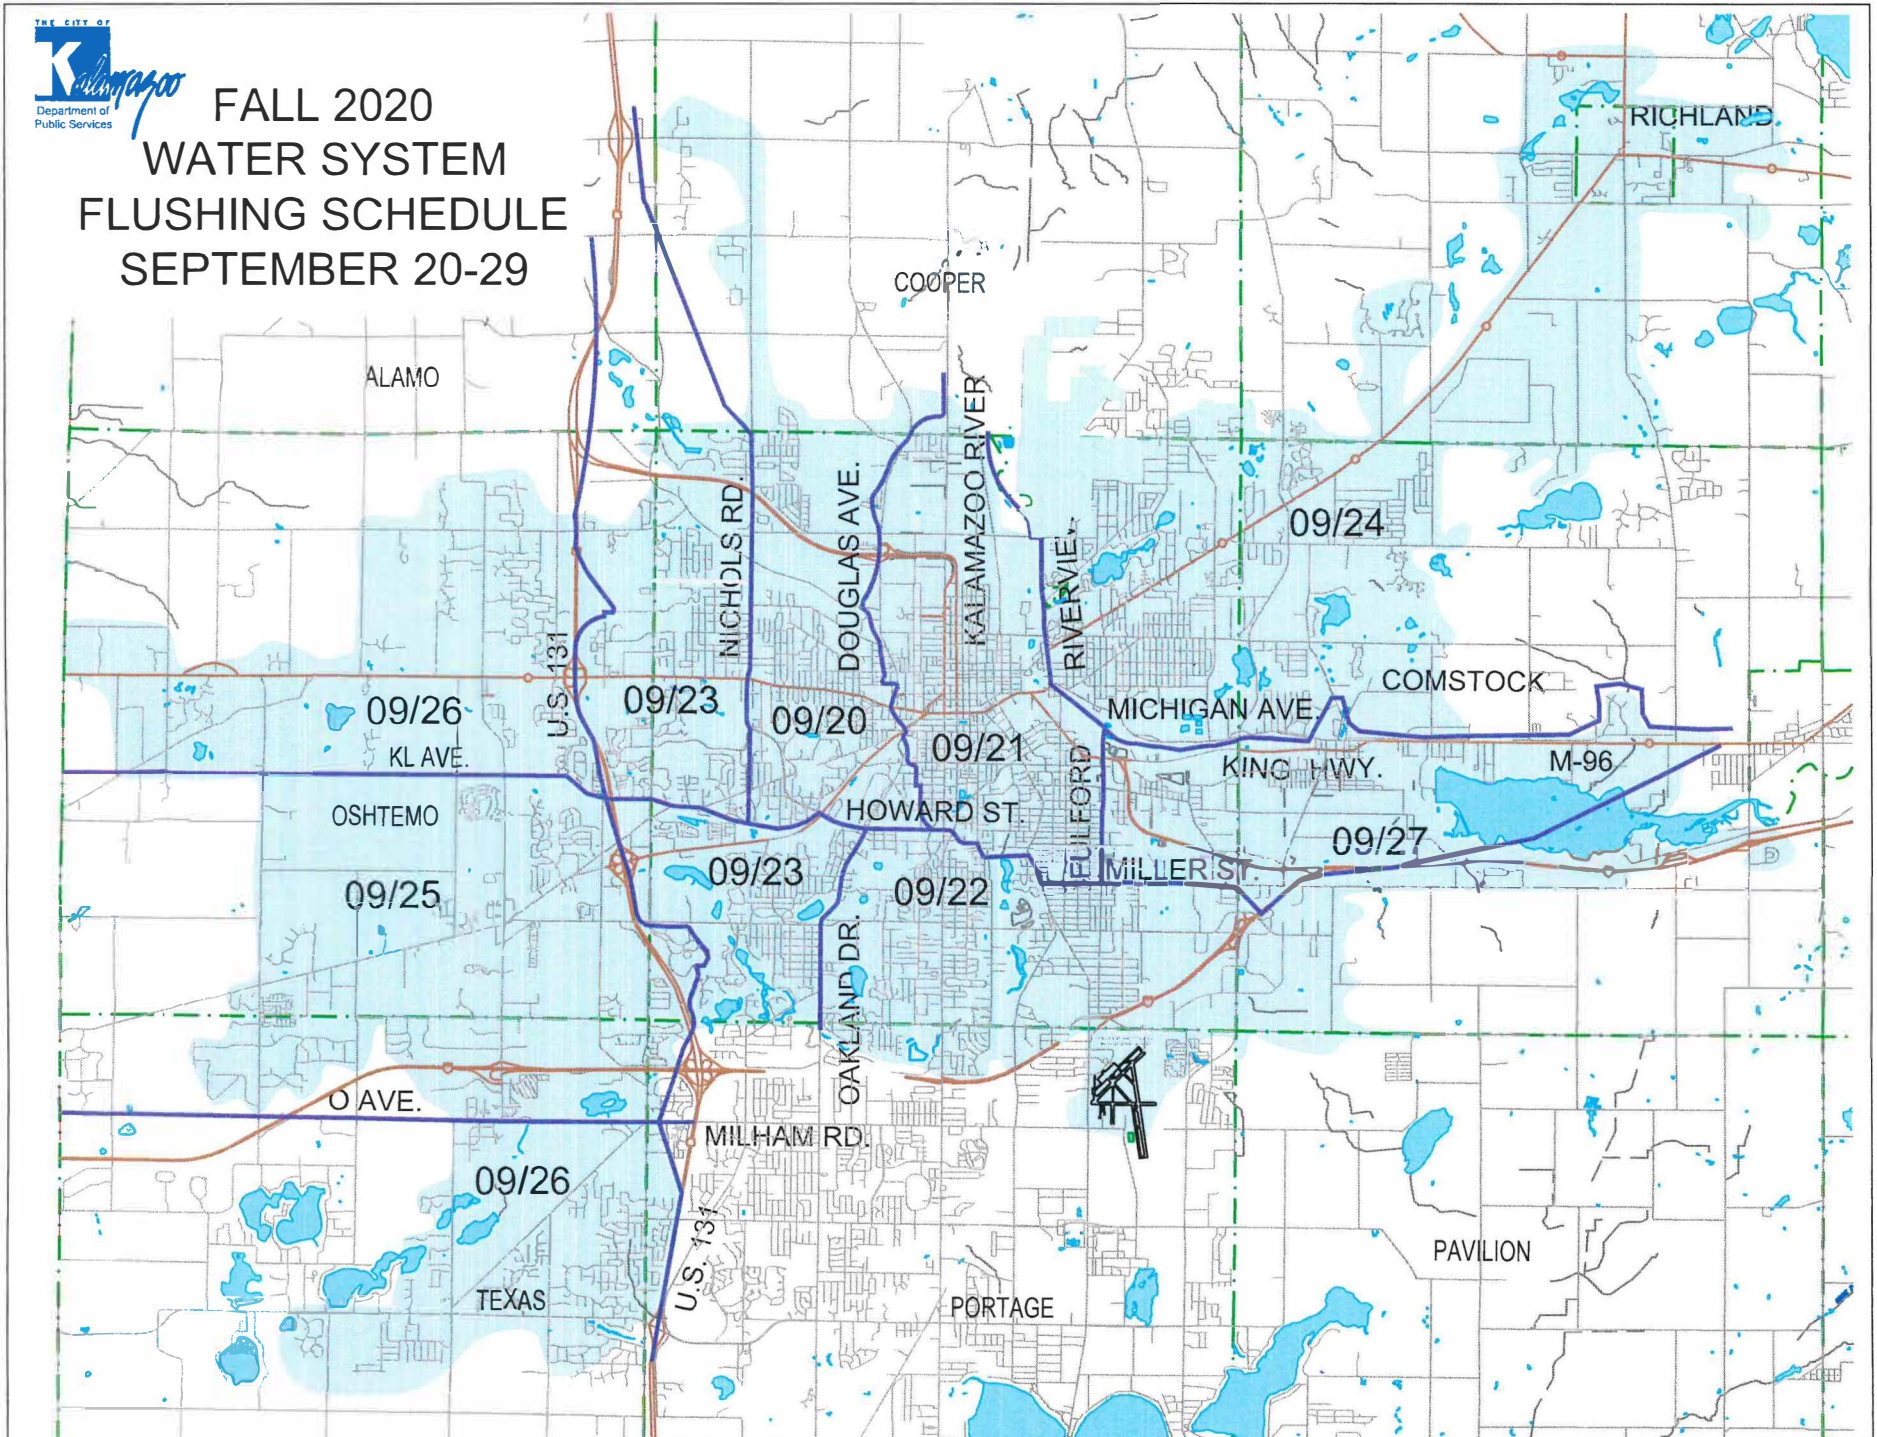 THE CITY OF
Kalamazoo
Department of
Public Services
FALL 2020
WATER SYSTEM
FLUSHING SCHEDULE
SEPTEMBER 20-29
RICHLAND
COOPER
ALAMO
KALAMAZOO RIVER
DOUGLAS AVE.
NICHOLS RD.
09/24
U.S. 131
COMSTOCK
09/23
09/26
09/20
MICHIGAN AVE.
09/21
KL AVE.
KING HWY.
M-96
FULFORD
OSHTEMO
HOWARD ST.
09/27
09/23
MILLER ST.
09/25
09/22
OAKLAND DR.
O AVE.
MILHAM RD.
09/26
U.S. 131
PAVILION
TEXAS
PORTAGE